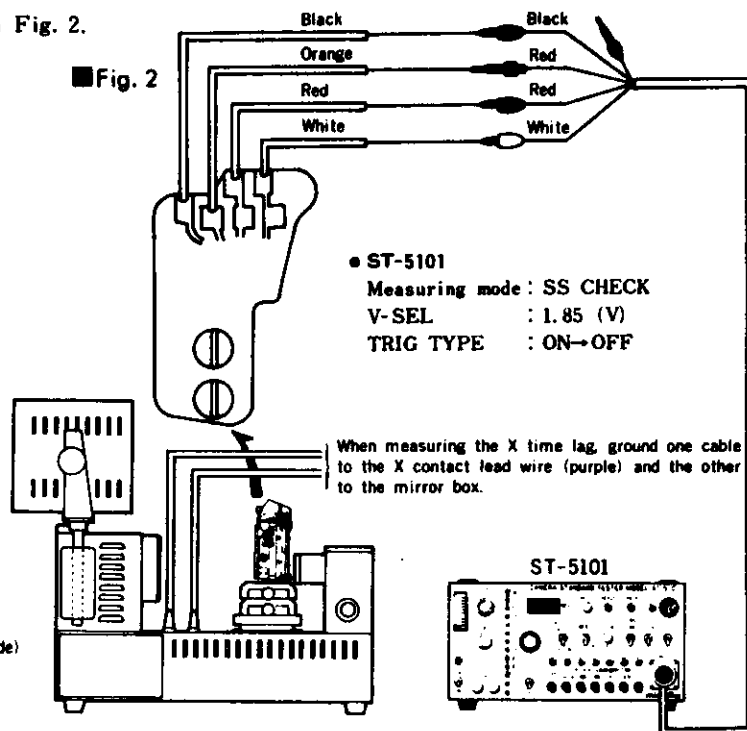 Fig. 2.
■Fig. 2
Black
Black
Orange
Red
Red
Red
White
White
● ST-5101
Measuring mode : SS CHECK
V-SEL : 1.85 (V)
TRIG TYPE : ON→OFF
When measuring the X time lag, ground one cable
to the X contact lead wire (purple) and the other
to the mirror box.
ST-5101
de)